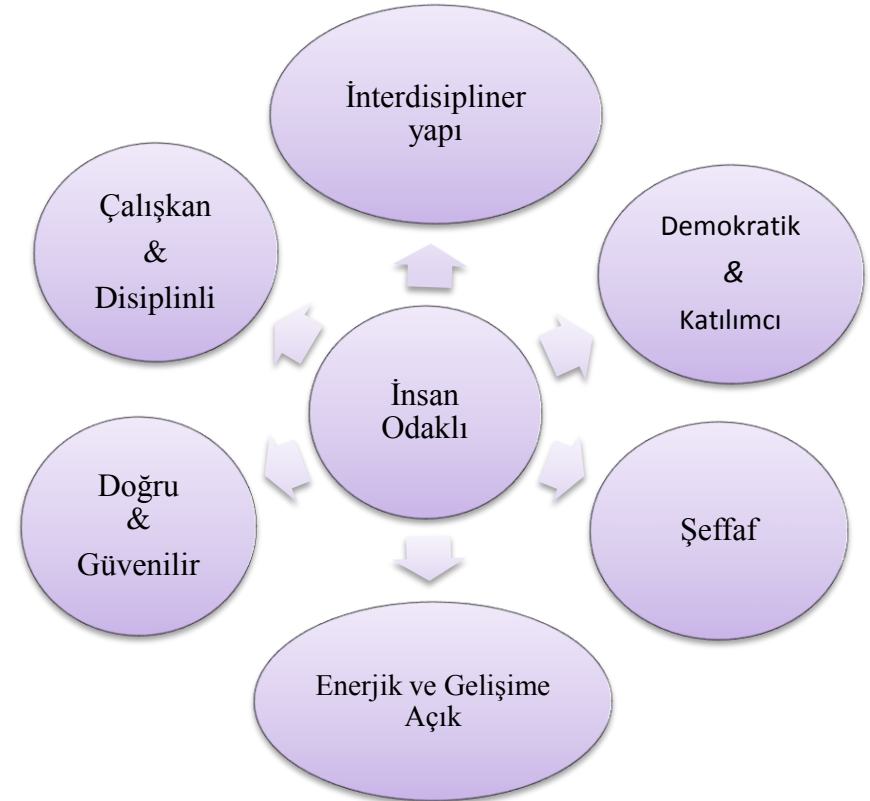 İnterdisipliner
yapı
Demokratik
&
Katılımcı
Şeffaf
Enerjik ve Gelişime
Açık
Doğru
&
Güvenilir
Çalışkan
&
Disiplinli
İnsan
Odaklı